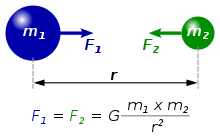 m₁ m₂
F₁ F₂
r
F₁ = F₂ = G m₁ x m₂ / r²